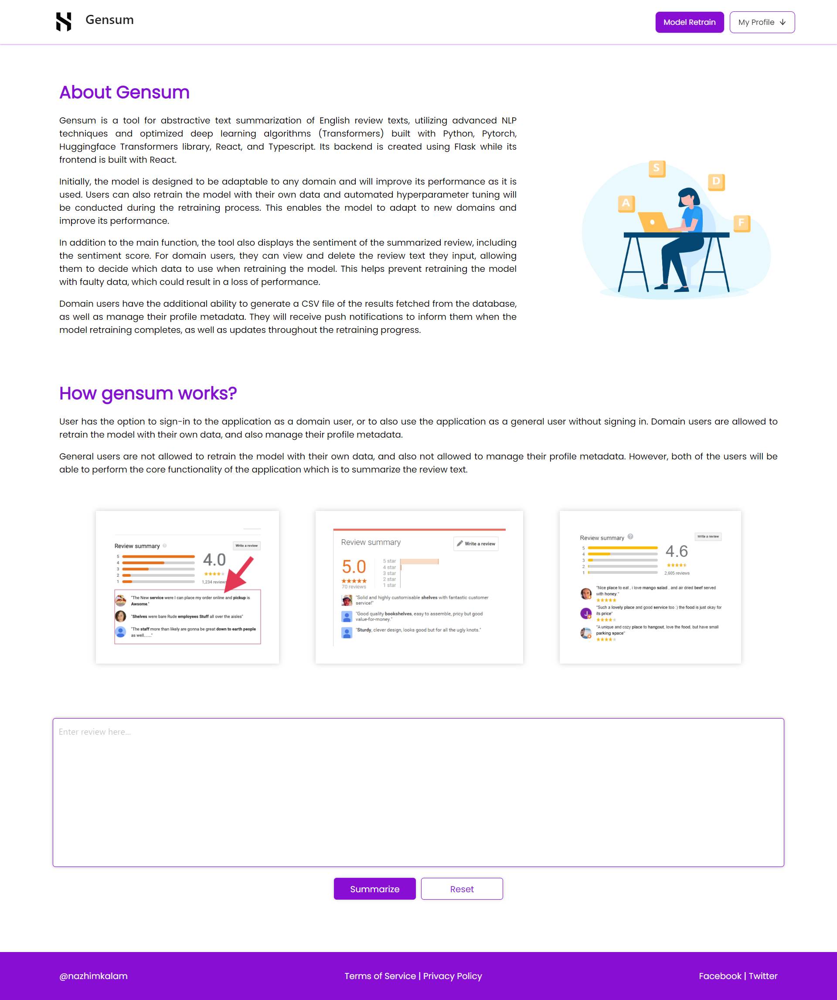 Gensum
Model Retrain
My Profile ↓
About Gensum
Gensum is a tool for abstractive text summarization of English review texts, utilizing advanced NLP
techniques and optimized deep learning algorithms (Transformers) built with Python, Pytorch,
Huggingface Transformers library, React, and Typescript. Its backend is created using Flask while its
frontend is built with React.
Initially, the model is designed to be adaptable to any domain and will improve its performance as it is
used. Users can also retrain the model with their own data and automated hyperparameter tuning will
be conducted during the retraining process. This enables the model to adapt to new domains and
improve its performance.
In addition to the main function, the tool also displays the sentiment of the summarized review, including
the sentiment score. For domain users, they can view and delete the review text they input, allowing
them to decide which data to use when retraining the model. This helps prevent retraining the model
with faulty data, which could result in a loss of performance.
Domain users have the additional ability to generate a CSV file of the results fetched from the database,
as well as manage their profile metadata. They will receive push notifications to inform them when the
model retraining completes, as well as updates throughout the retraining progress.
A
S
D
F
How gensum works?
User has the option to sign-in to the application as a domain user, or to also use the application as a general user without signing in. Domain users are allowed to
retrain the model with their own data, and also manage their profile metadata.
General users are not allowed to retrain the model with their own data, and also not allowed to manage their profile metadata. However, both of the users will be
able to perform the core functionality of the application which is to summarize the review text.
Review summary ?
Write a review
5
4
3
2
1
4.0
1,234 reviews
"The New service were I can place my order online and pickup is
Awsome."
"Shelves were bare Rude employees Stuff all over the aisles"
"The staff more than likely are gonna be great down to earth people
as well......."
Review summary
Write a review
5.0
70 reviews
5 star
4 star
3 star
2 star
1 star
"Solid and highly customisable shelves with fantastic customer
service!"
"Good quality bookshelves, easy to assemble, pricy but good
value-for-money."
"Sturdy, clever design, looks good but for all the ugly knots."
Review summary ?
Write a review
5
4
3
2
1
4.6
2,605 reviews
"Nice place to eat , i love mango salad , and air dried beef served
with honey."
J
"Such a lovely place and good service too :) the food is just okay for
its price"
"A unique and cozy place to hangout, love the food, but have small
parking space"
Enter review here...
Summarize
Reset
@nazhimkalam
Terms of Service | Privacy Policy
Facebook | Twitter